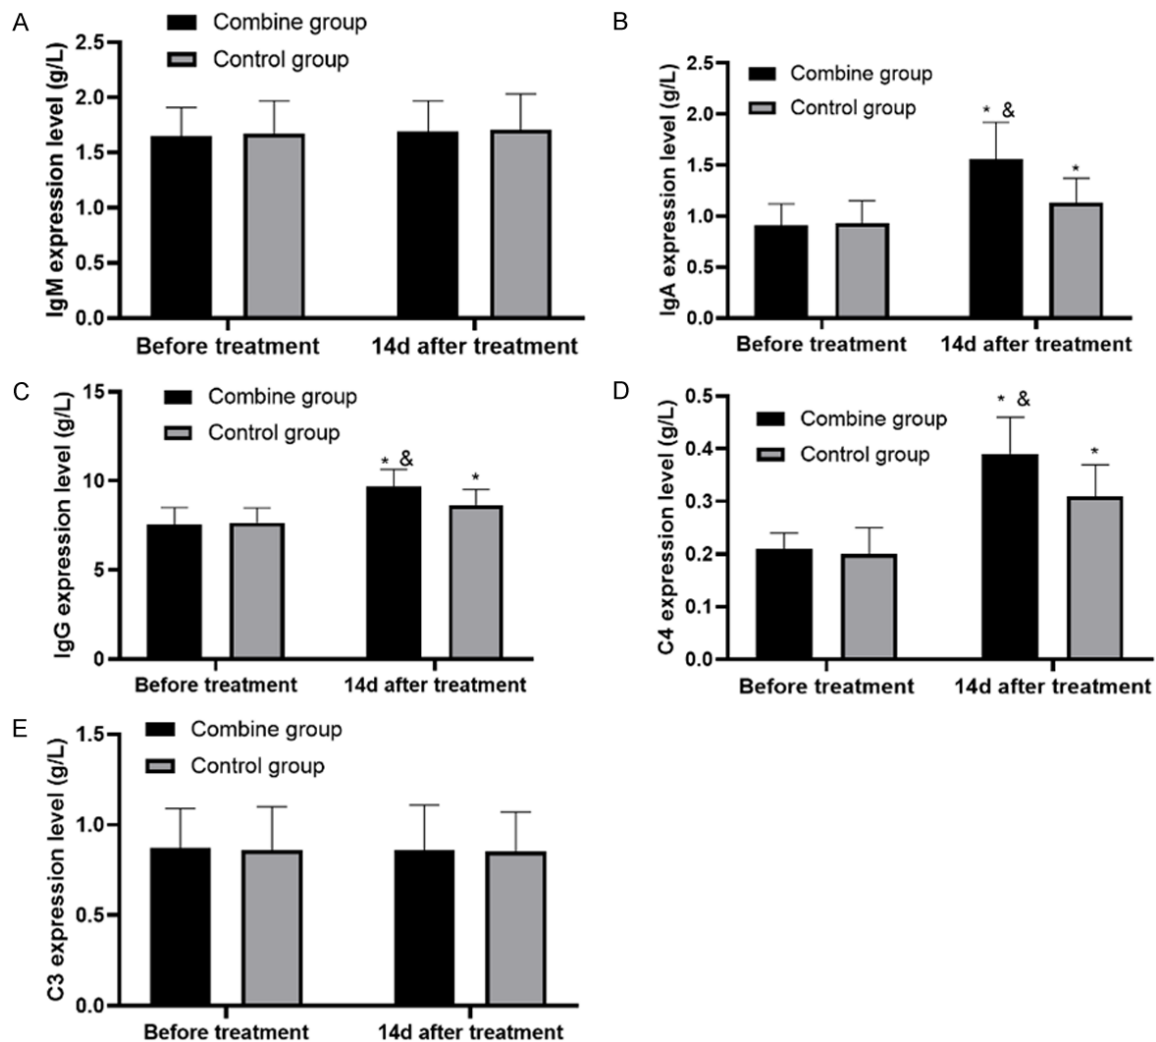 A
Combine group
Control group
IgM expression level (g/L)
2.5
2.0
1.5
1.0
0.5
0.0
Before treatment
14d after treatment
B
Combine group
Control group
IgA expression level (g/L)
2.5
2.0
1.5
1.0
0.5
0.0
* &
*
Before treatment
14d after treatment
C
Combine group
Control group
IgG expression level (g/L)
15
10
5
0
* &
*
Before treatment
14d after treatment
D
Combine group
Control group
C4 expression level (g/L)
0.5
0.4
0.3
0.2
0.1
0.0
* &
*
Before treatment
14d after treatment
E
Combine group
Control group
C3 expression level (g/L)
1.5
1.0
0.5
0.0
Before treatment
14d after treatment